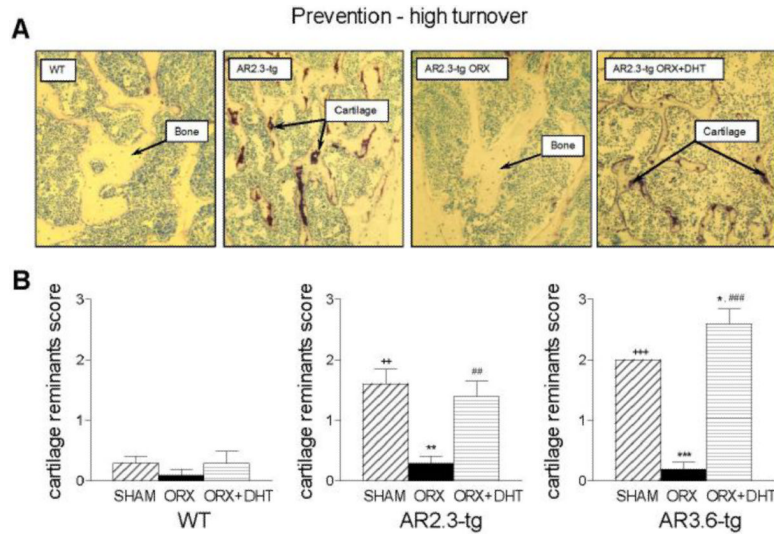 Prevention - high turnover
A
WT
Bone
AR2.3-tg
Cartilage
AR2.3-tg ORX
Bone
AR2.3-tg ORX+DHT
Cartilage
B
cartilage reminants score
3
2
1
0
SHAM ORX ORX+DHT
WT
cartilage reminants score
3
2
1
0
++
**
##
SHAM ORX ORX+DHT
AR2.3-tg
cartilage reminants score
3
2
1
0
+++
***
*, ###
SHAM ORX ORX+DHT
AR3.6-tg